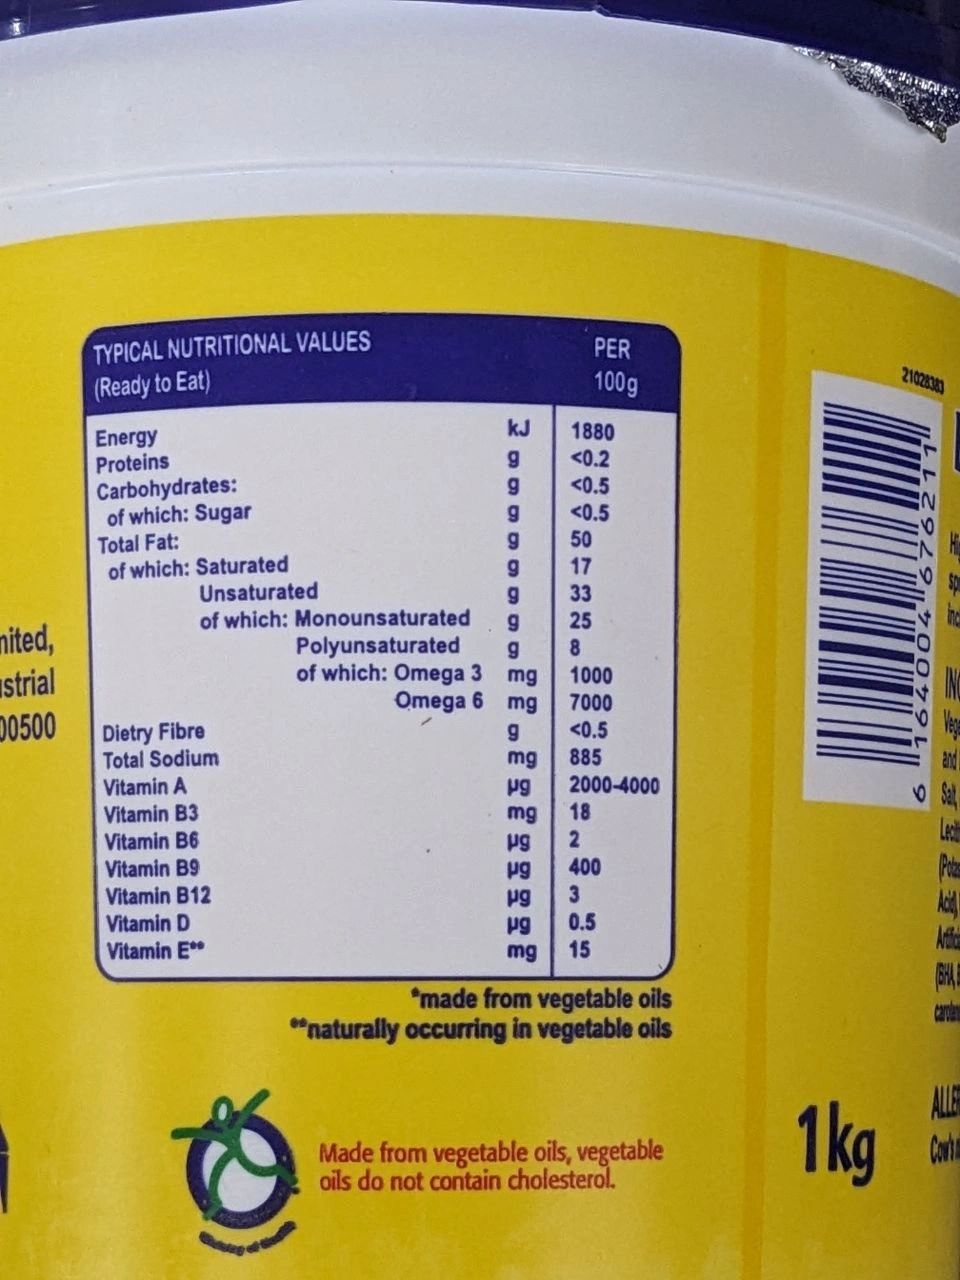 TYPICAL NUTRITIONAL VALUES PER
(Ready to Eat) 100g
Energy kJ 1880
Proteins g <0.2
Carbohydrates: g <0.5
of which: Sugar g <0.5
Total Fat: g 50
of which: Saturated g 17
Unsaturated g 33
of which: Monounsaturated g 25
Polyunsaturated g 8
of which: Omega 3 mg 1000
Omega 6 mg 7000
Dietry Fibre g <0.5
Total Sodium mg 885
Vitamin A µg 2000-4000
Vitamin B3 mg 18
Vitamin B6 µg 2
Vitamin B9 µg 400
Vitamin B12 µg 3
Vitamin D µg 0.5
Vitamin E** mg 15
*made from vegetable oils
**naturally occurring in vegetable oils
Made from vegetable oils, vegetable
oils do not contain cholesterol.
00500
21028383
6 164004 676211
1kg
Salt,
and